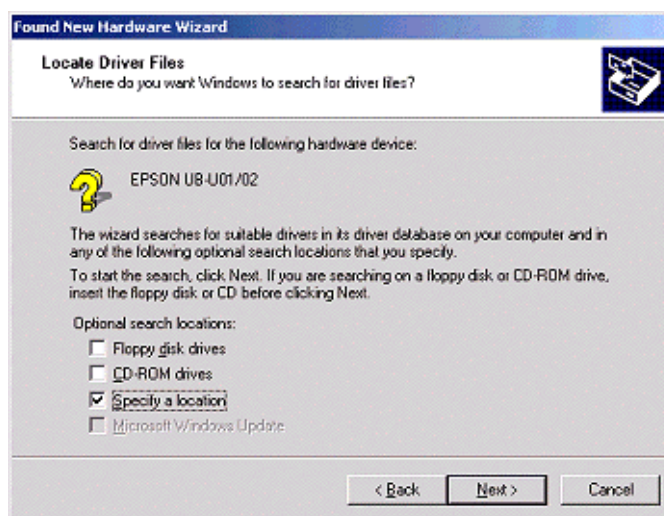 Found New Hardware Wizard
Locate Driver Files
Where do you want Windows to search for driver files?
Search for driver files for the following hardware device:
EPSON UB-U01/02
The wizard searches for suitable drivers in its driver database on your computer and in
any of the following optional search locations that you specify.
To start the search, click Next. If you are searching on a floppy disk or CD-ROM drive,
insert the floppy disk or CD before clicking Next.
Optional search locations:
Floppy disk drives
CD-ROM drives
Specify a location
Microsoft Windows Update
< Back Next > Cancel